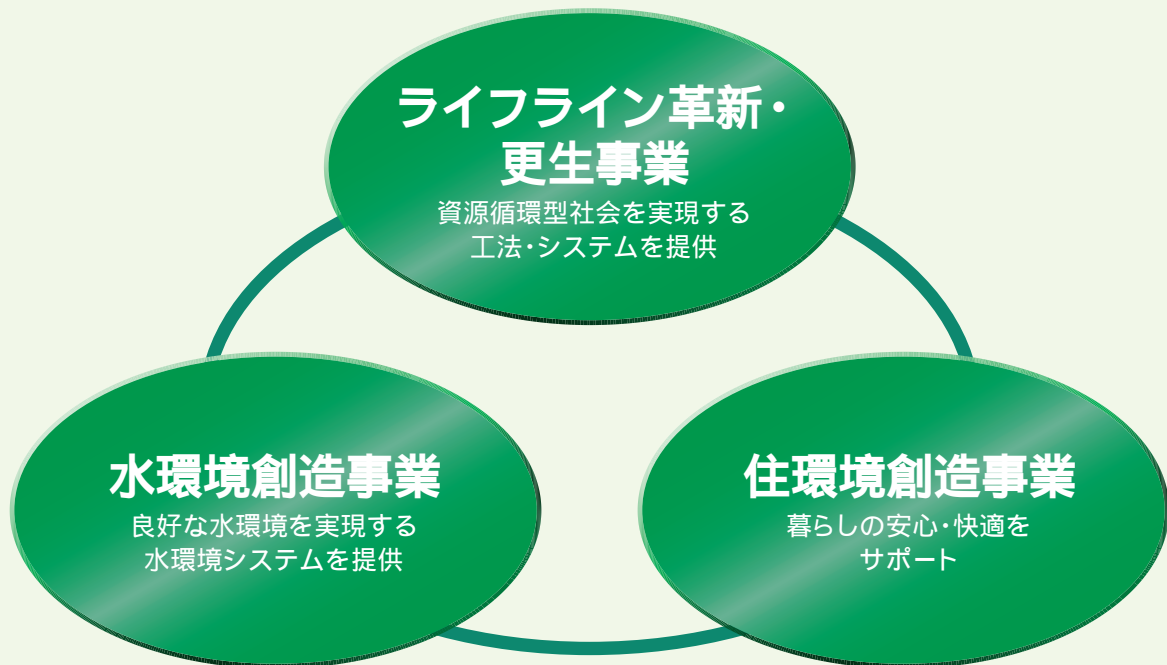 ライフライン革新・
更生事業
資源循環型社会を実現する
工法・システムを提供
水環境創造事業
良好な水環境を実現する
水環境システムを提供
住環境創造事業
暮らしの安心・快適を
サポート